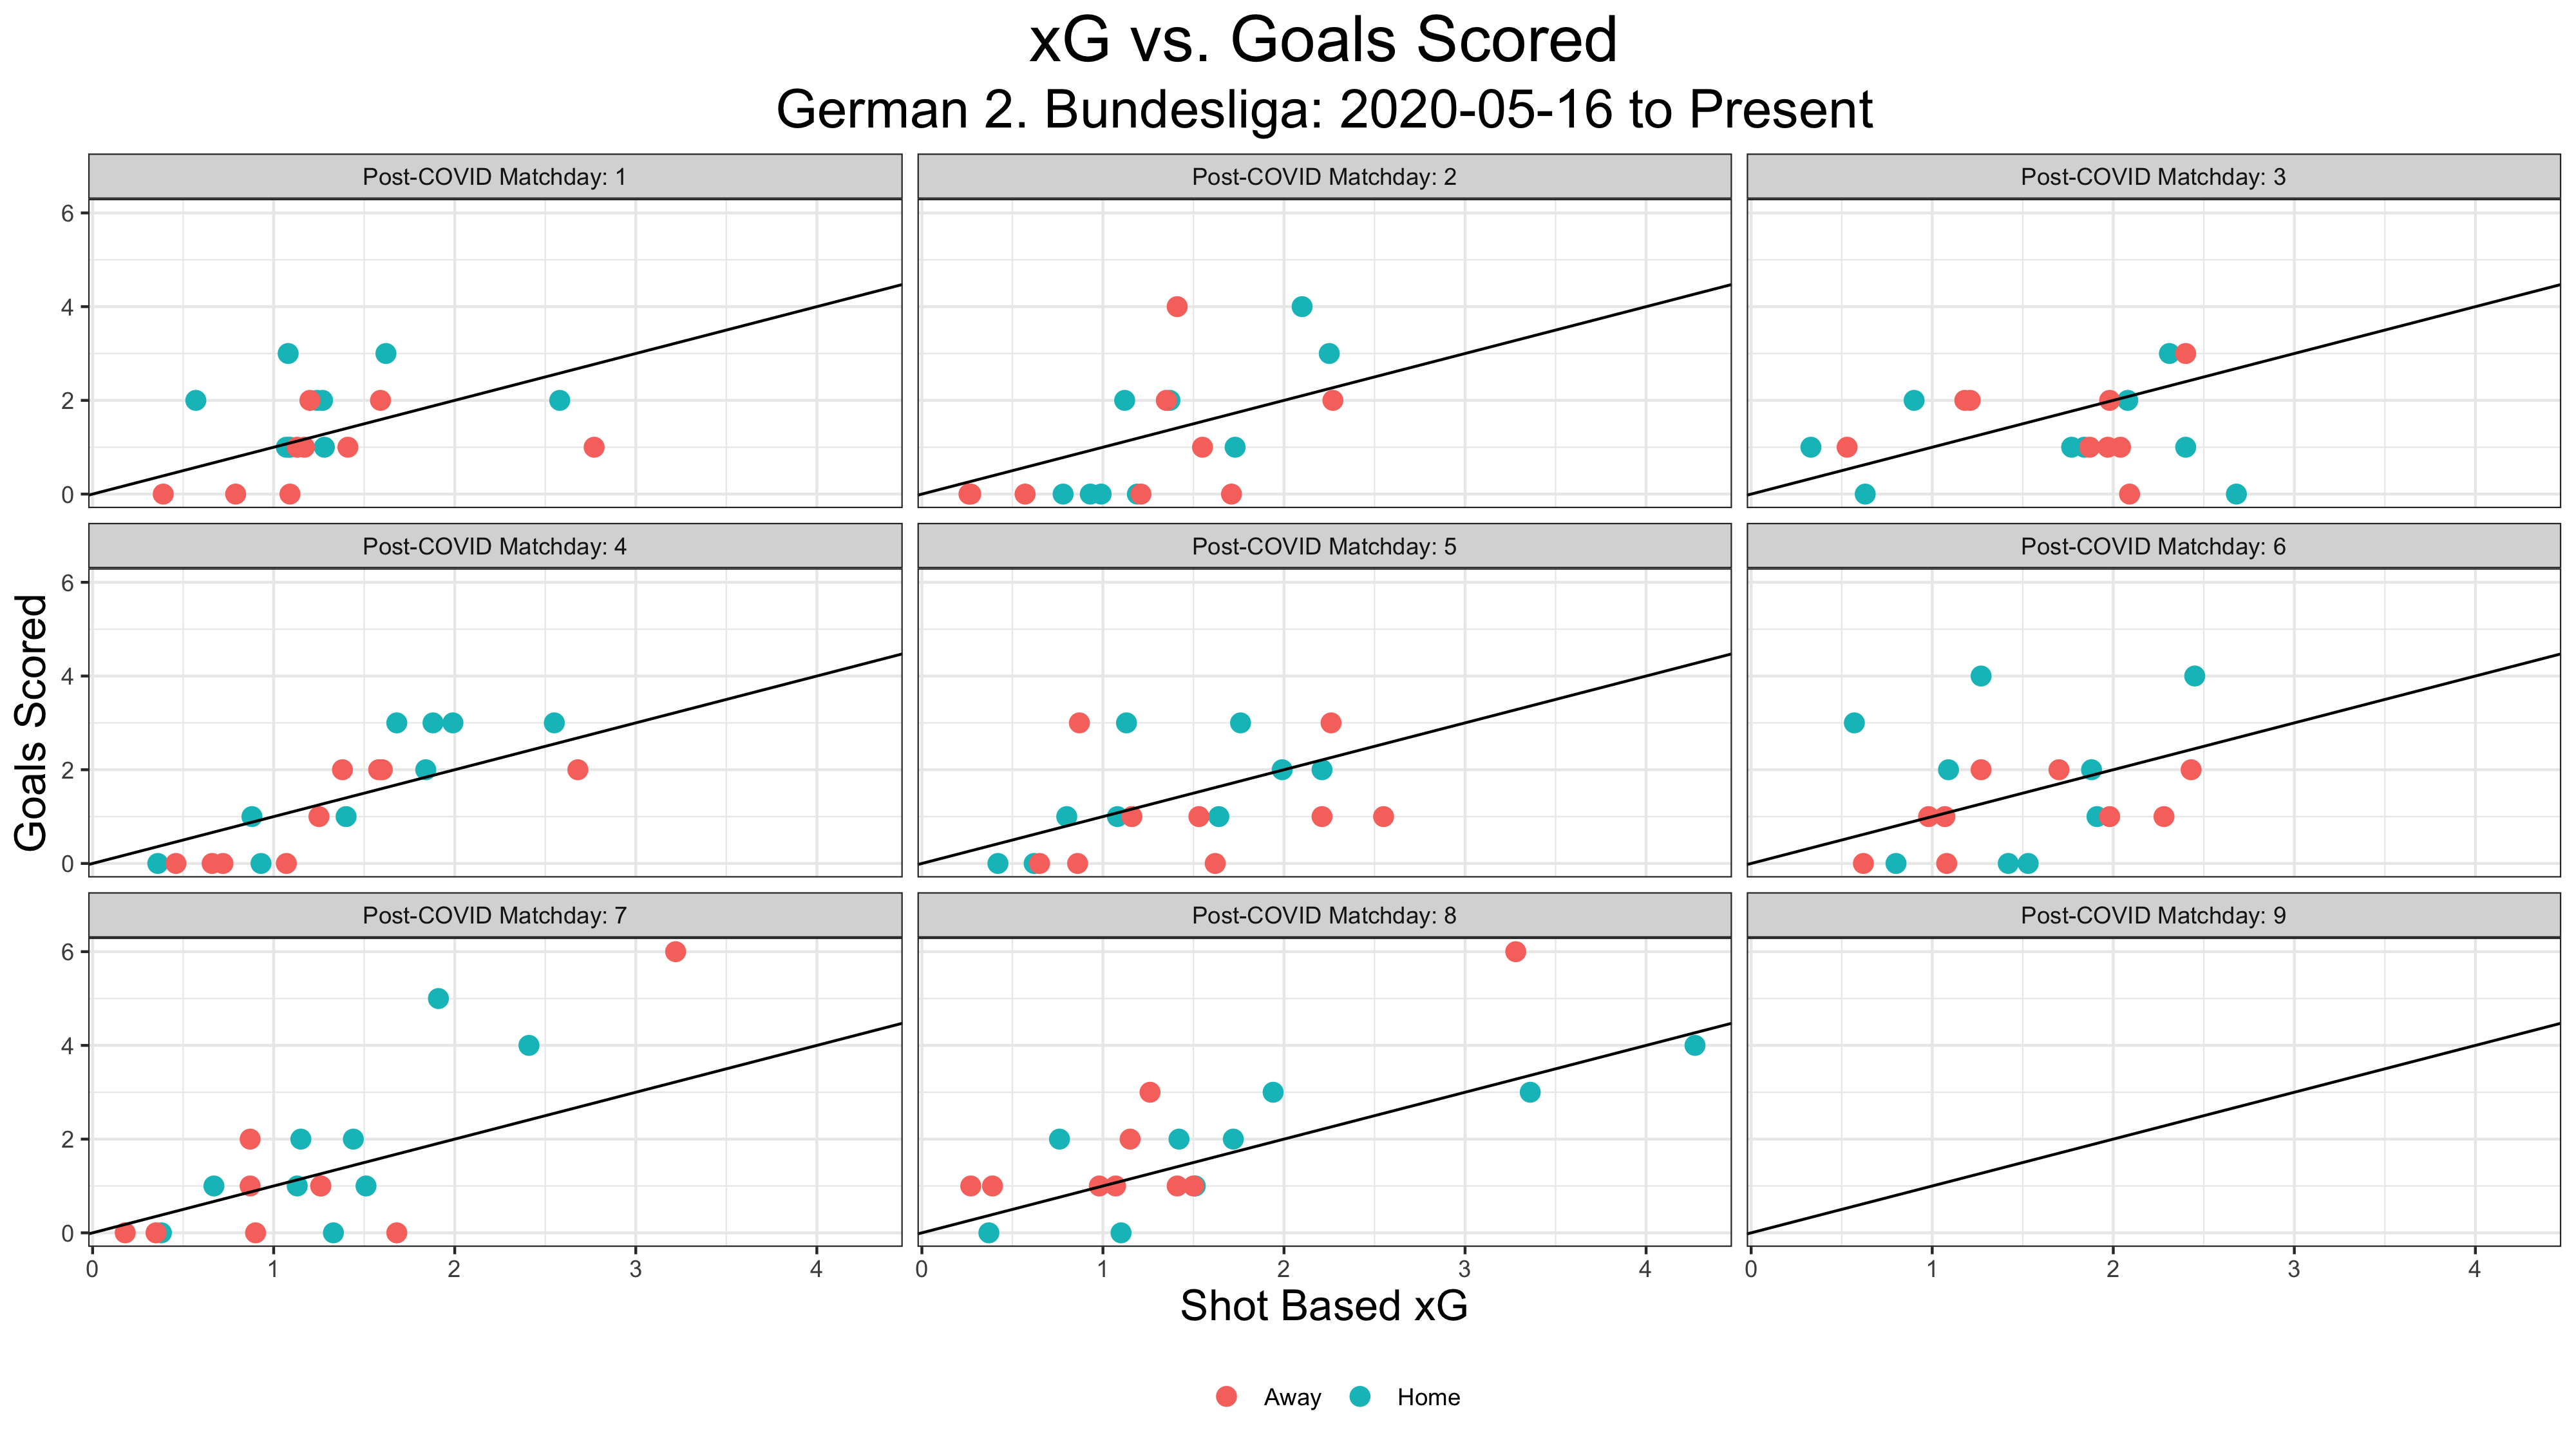 xG vs. Goals Scored
German 2. Bundesliga: 2020-05-16 to Present
Post-COVID Matchday: 1
Post-COVID Matchday: 2
Post-COVID Matchday: 3
6
4
2
0
Post-COVID Matchday: 4
Post-COVID Matchday: 5
Post-COVID Matchday: 6
Goals Scored
6
4
2
0
Post-COVID Matchday: 7
Post-COVID Matchday: 8
Post-COVID Matchday: 9
6
4
2
0
0 1 2 3 4
0 1 2 3 4
0 1 2 3 4
Shot Based xG
Away Home